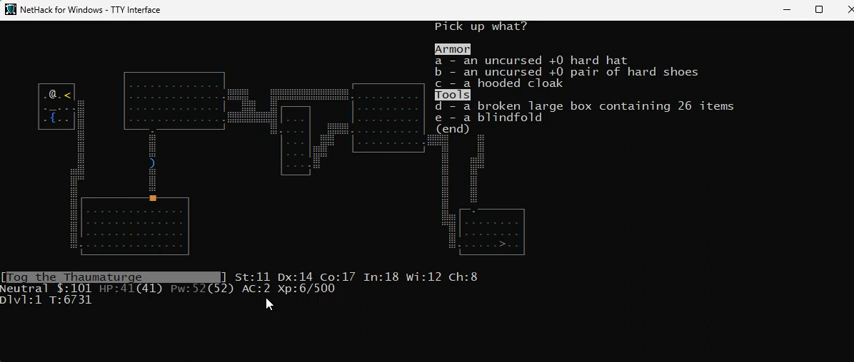 NetHack for Windows - TTY Interface
Pick up what?
Armor
a - an uncursed +0 hard hat
b - an uncursed +0 pair of hard shoes
c - a hooded cloak
Tools
d - a broken large box containing 26 items
e - a blindfold
(end)
[Tog the Thaumaturge ] St:11 Dx:14 Co:17 In:18 Wi:12 Ch:8
Neutral $:101 HP:41(41) Pw:52(52) AC:2 Xp:6/500
Dlvl:1 T:6731